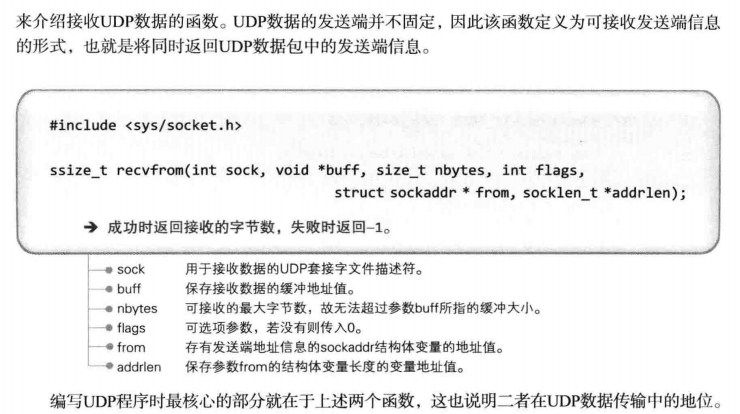 来介绍接收UDP数据的函数。UDP数据的发送端并不固定，因此该函数定义为可接收发送端信息
的形式，也就是将同时返回UDP数据包中的发送端信息。
#include <sys/socket.h>
ssize_t recvfrom(int sock, void *buff, size_t nbytes, int flags,
struct sockaddr * from, socklen_t *addrlen);
➔ 成功时返回接收的字节数，失败时返回–1。
sock 用于接收数据的UDP套接字文件描述符。
buff 保存接收数据的缓冲地址值。
nbytes 可接收的最大字节数，故无法超过参数buff所指的缓冲大小。
flags 可选项参数，若没有则传入0。
from 存有发送端地址信息的sockaddr结构体变量的地址值。
addrlen 保存参数from的结构体变量长度的变量地址值。
编写UDP程序时最核心的部分就在于上述两个函数，这也说明二者在UDP数据传输中的地位。